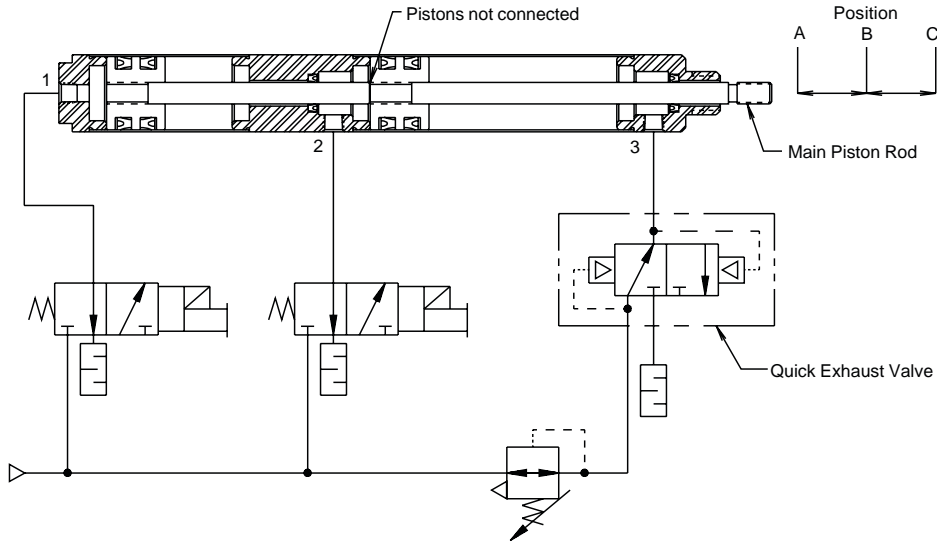 Pistons not connected
Position
A B C
1
2
3
Main Piston Rod
Quick Exhaust Valve